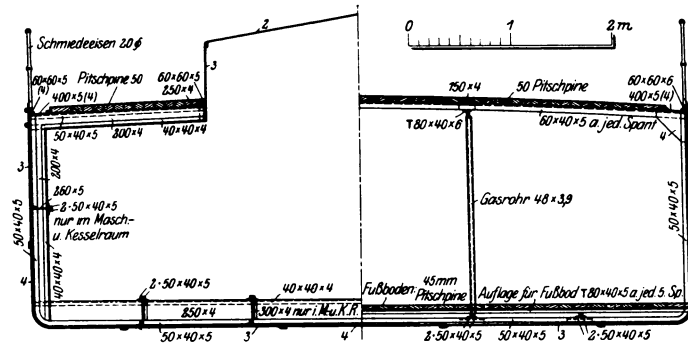 2
0 1 2 m
Schmiedeeisen 20 ϕ
3
60×60×5
(4)
400×5(4)
Pitschpine 50
60×60×5
250×4
150×4
50 Pitschpine
60×60×6
400×5(4)
50×40×5
200×4
40×40×4
T 80×40×6
60×40×5 a. jed. Spant
4
3
200×4
260×5
2·50×40×5
nur im Masch-
u. Kesselraum
50×40×5
40×40×4
4
Gasrohr 48×3,9
50×40×5
2·50×40×5
40×40×4
Fußboden:
45mm
Pitschpine
Auflage für Fußbod T 80×40×5 a. jed. 5. Sp.
250×4
300×4 nur i. M. u. K. R.
50×40×5
3
4
2·50×40×5
50×40×5
3
2·50×40×5